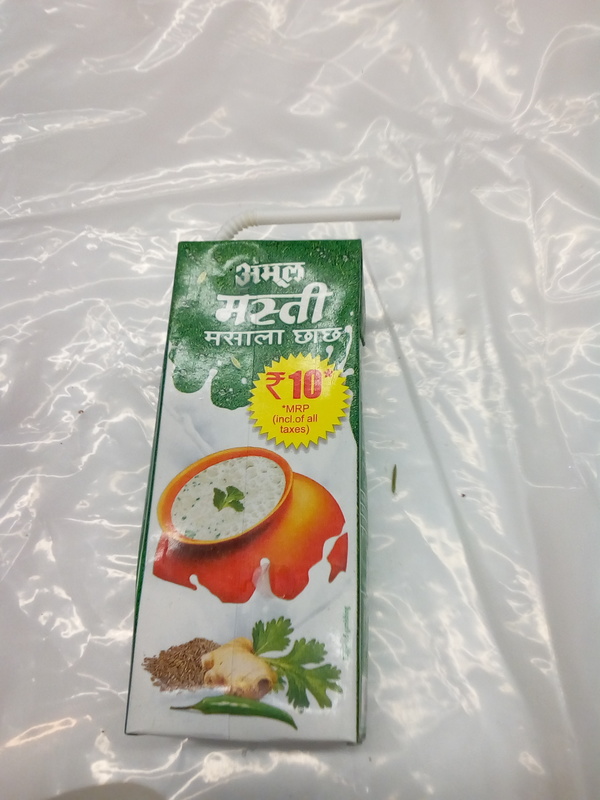 अमूल
मस्ती
मसाला छाछ
₹10*
*MRP
(incl.of all
taxes)